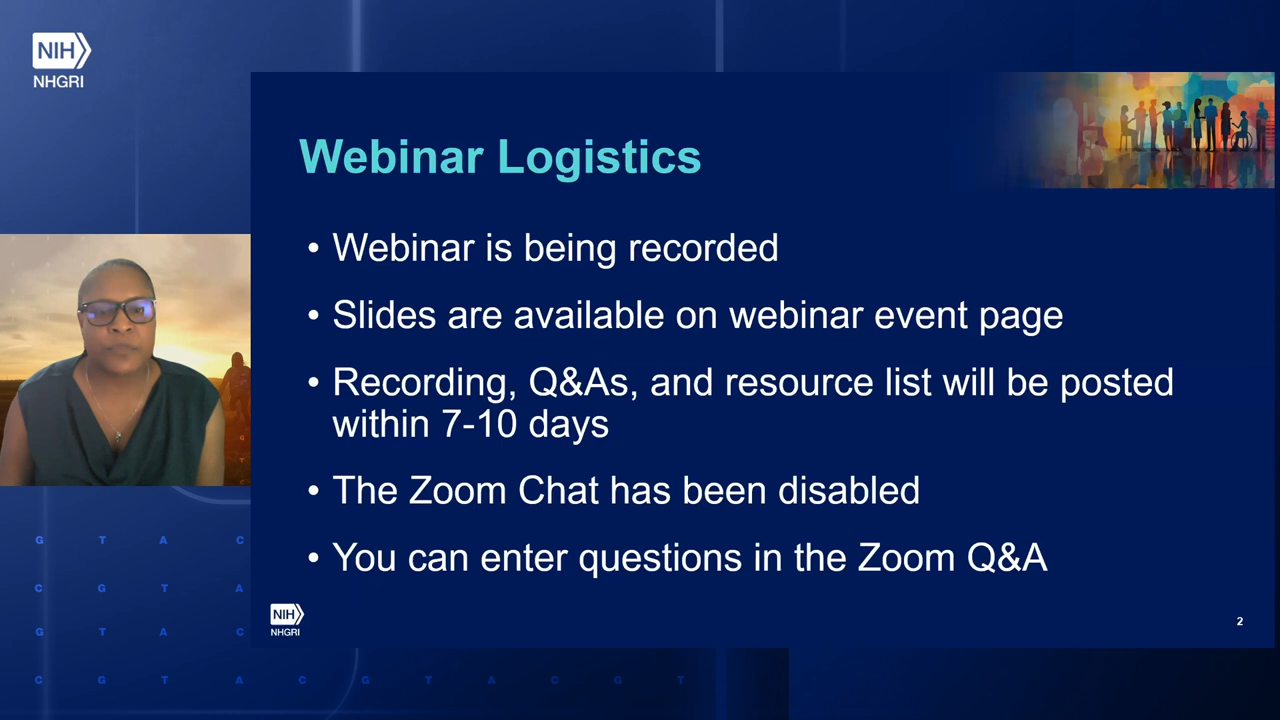 NIH
NHGRI
Webinar Logistics
• Webinar is being recorded
• Slides are available on webinar event page
• Recording, Q&As, and resource list will be posted
within 7-10 days
• The Zoom Chat has been disabled
• You can enter questions in the Zoom Q&A
NIH
NHGRI
2
G T A C
C G T A
G T A C
C G T A C G T A C G T